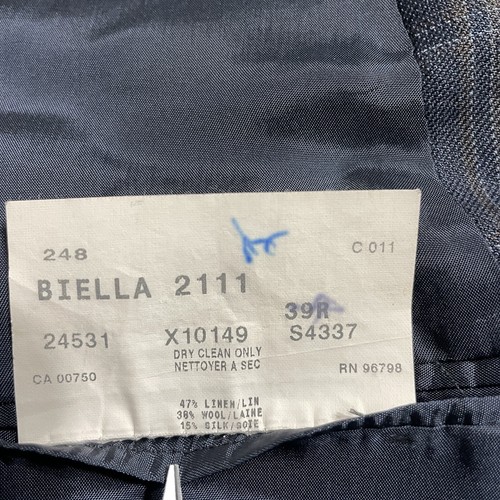 248
C 011
BIELLA 2111
39R
24531 X10149 S4337
DRY CLEAN ONLY
NETTOYER A SEC
CA 00750
RN 96798
47% LINEN/LIN
38% WOOL/LAINE
15% SILK/SOIE